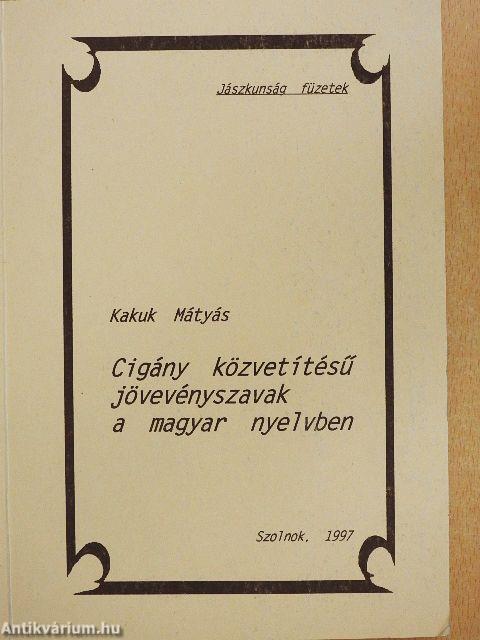 Jászkunság füzetek
Kakuk Mátyás
Cigány közvetítésű
jövevényszavak
a magyar nyelvben
Szolnok, 1997
Antikvárium.hu